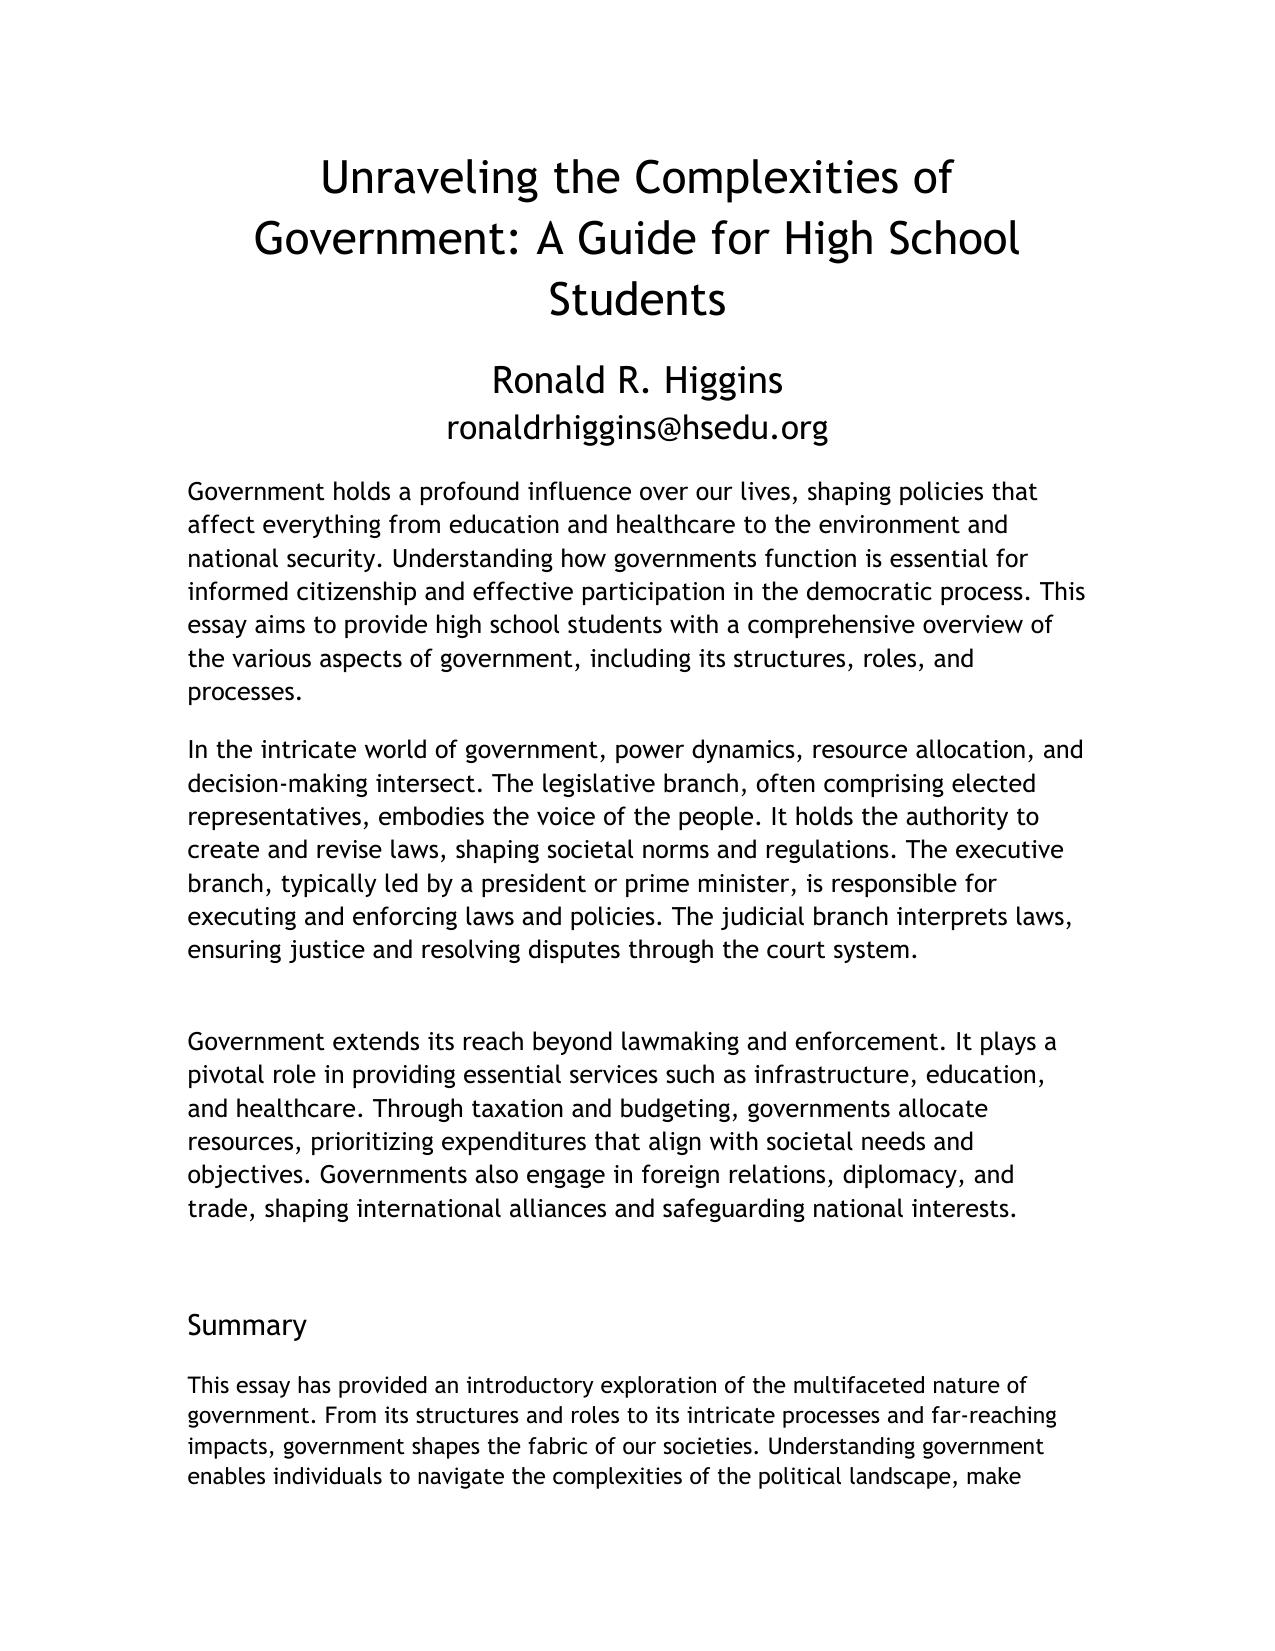 Unraveling the Complexities of
Government: A Guide for High School
Students
Ronald R. Higgins
ronaldrhiggins@hsedu.org
Government holds a profound influence over our lives, shaping policies that
affect everything from education and healthcare to the environment and
national security. Understanding how governments function is essential for
informed citizenship and effective participation in the democratic process. This
essay aims to provide high school students with a comprehensive overview of
the various aspects of government, including its structures, roles, and
processes.
In the intricate world of government, power dynamics, resource allocation, and
decision-making intersect. The legislative branch, often comprising elected
representatives, embodies the voice of the people. It holds the authority to
create and revise laws, shaping societal norms and regulations. The executive
branch, typically led by a president or prime minister, is responsible for
executing and enforcing laws and policies. The judicial branch interprets laws,
ensuring justice and resolving disputes through the court system.
Government extends its reach beyond lawmaking and enforcement. It plays a
pivotal role in providing essential services such as infrastructure, education,
and healthcare. Through taxation and budgeting, governments allocate
resources, prioritizing expenditures that align with societal needs and
objectives. Governments also engage in foreign relations, diplomacy, and
trade, shaping international alliances and safeguarding national interests.
Summary
This essay has provided an introductory exploration of the multifaceted nature of
government. From its structures and roles to its intricate processes and far-reaching
impacts, government shapes the fabric of our societies. Understanding government
enables individuals to navigate the complexities of the political landscape, make